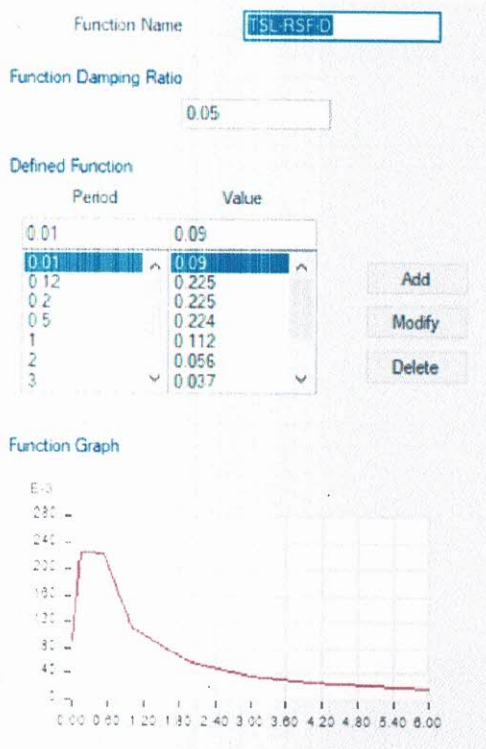 Function Name TSL-RSF-D
Function Damping Ratio
0.05
Defined Function
Period Value
0.01 0.09
0.01 0.09 Add
0.12 0.225
0.2 0.225
0.5 0.224 Modify
1 0.112
2 0.056 Delete
3 0.037
Function Graph
E-3
280
240
200
160
120
80
40
0.00 0.60 1.20 1.80 2.40 3.00 3.60 4.20 4.80 5.40 6.00